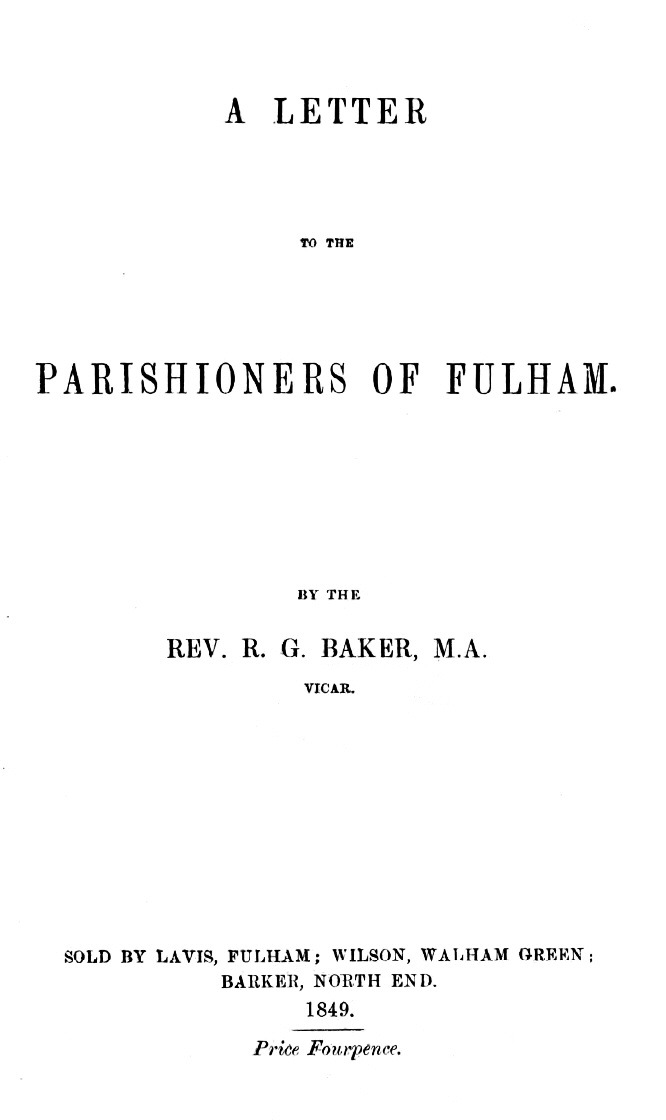 A LETTER
TO THE
PARISHIONERS OF FULHAM.
BY THE
REV. R. G. BAKER, M.A.
VICAR.
SOLD BY LAVIS, FULHAM; WILSON, WALHAM GREEN;
BARKER, NORTH END.
1849.
Price Fourpence.